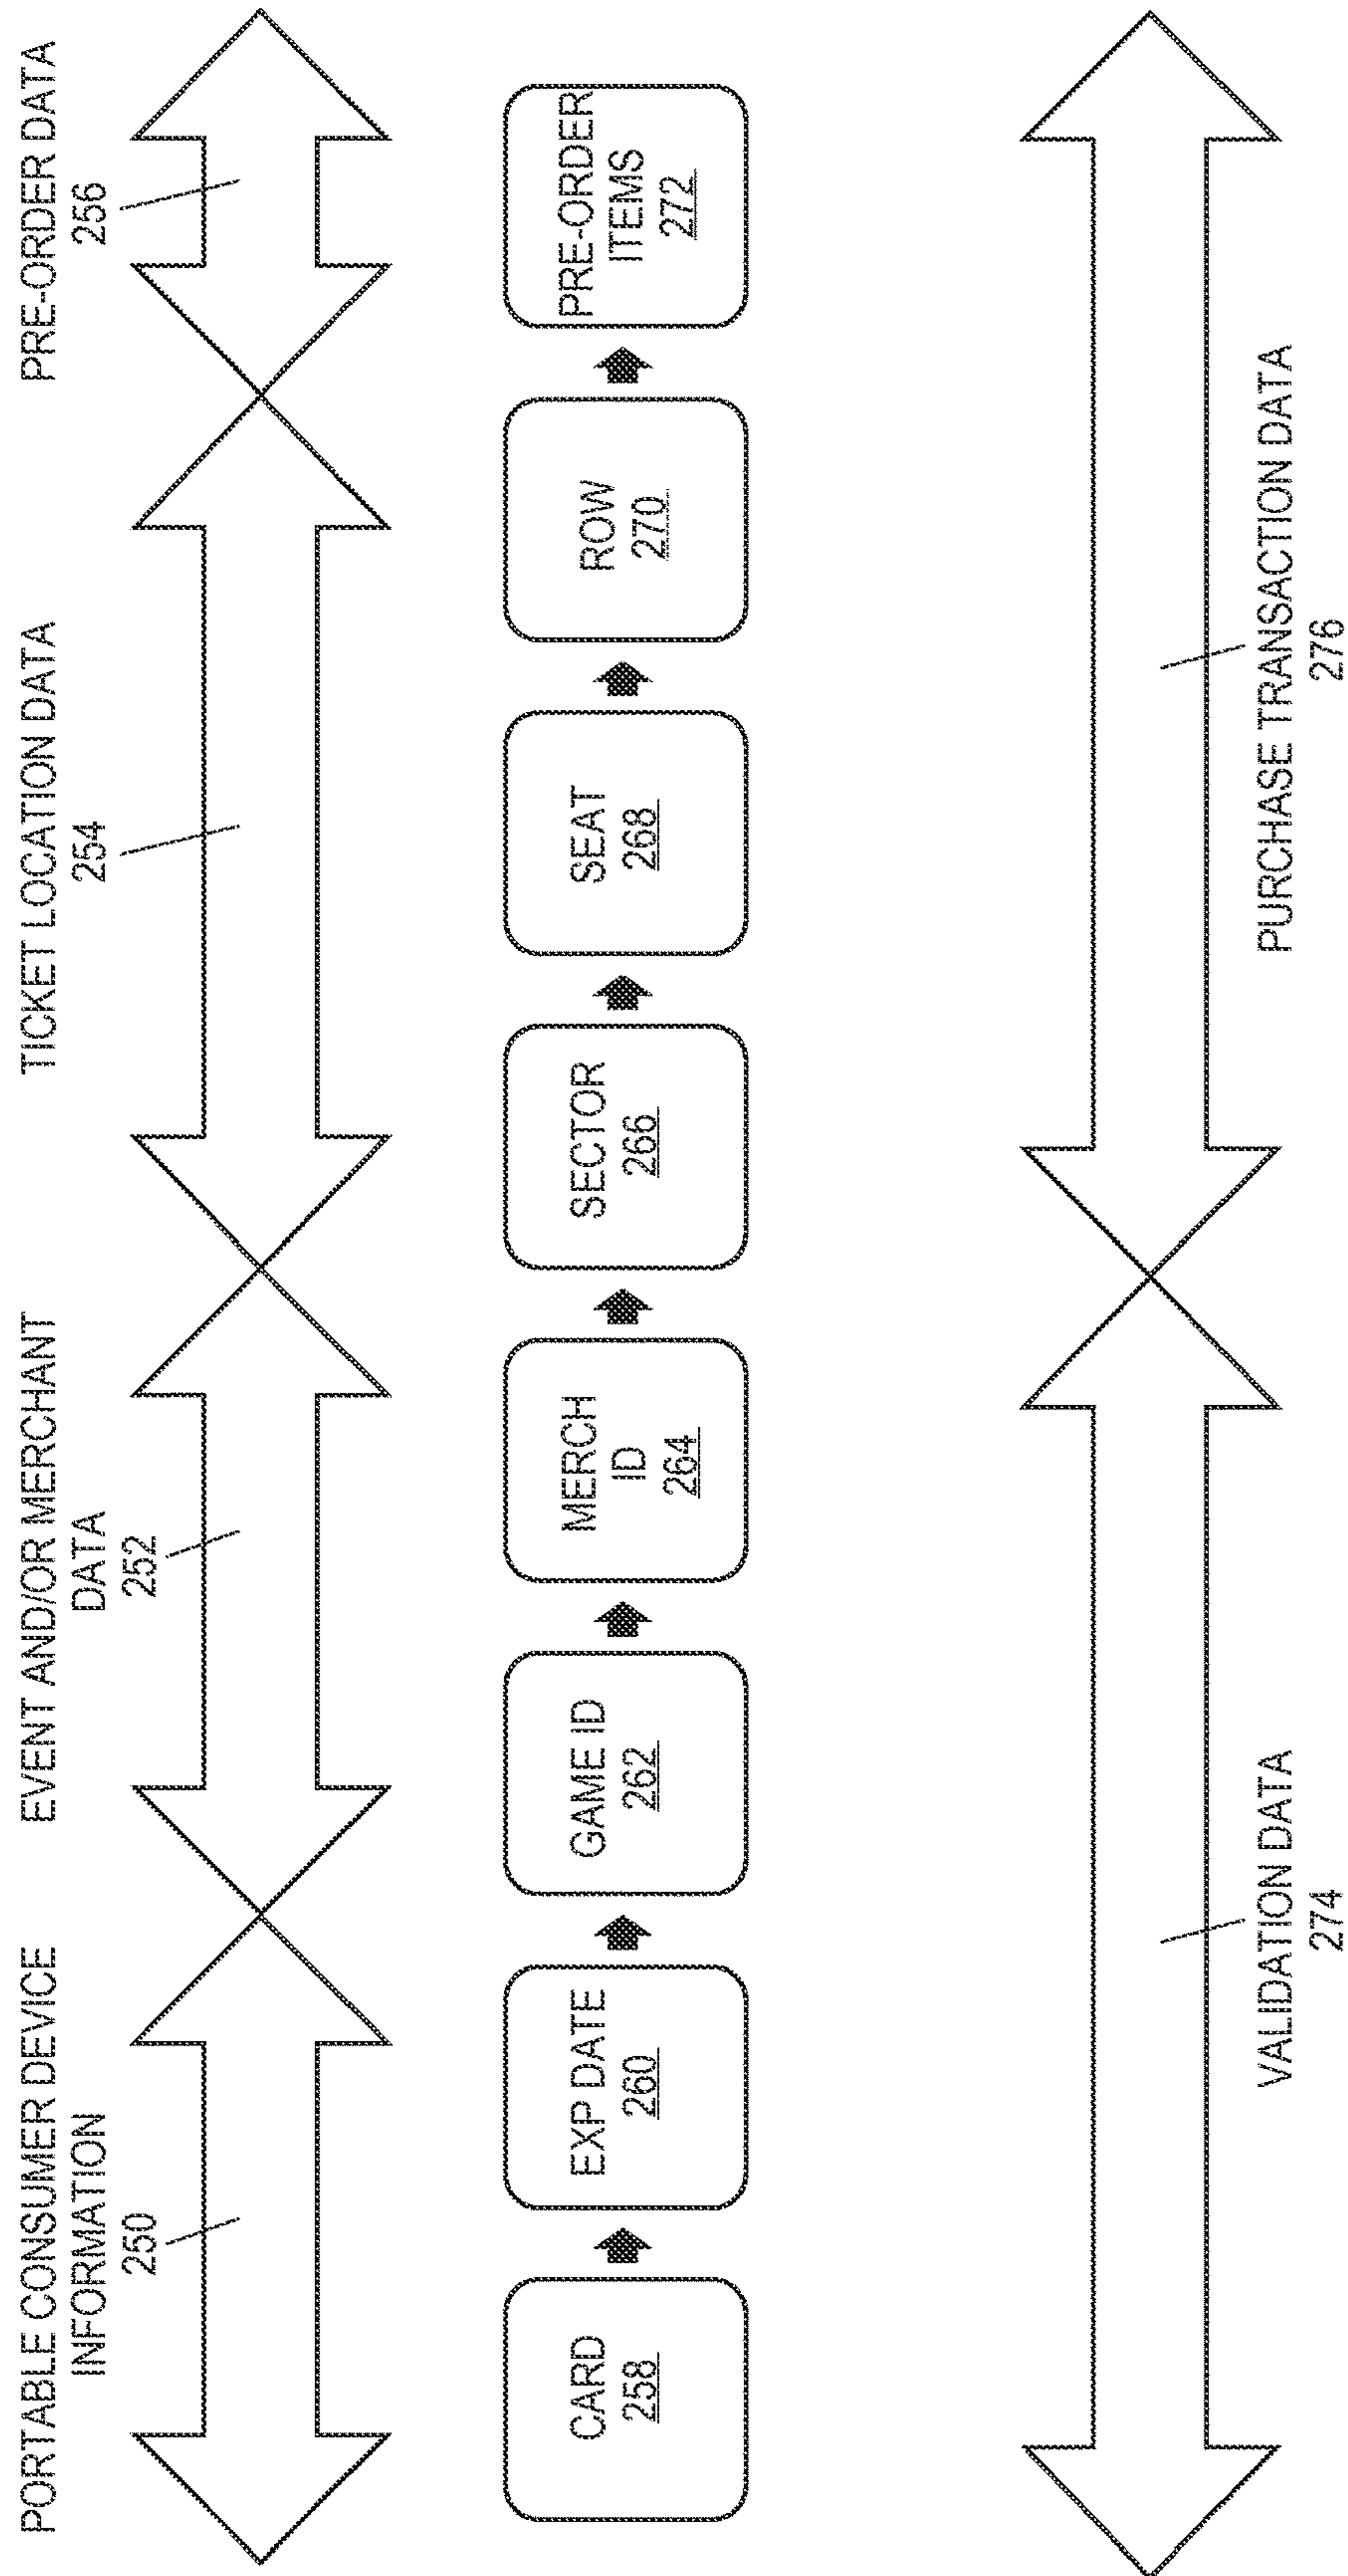 PORTABLE CONSUMER DEVICE
INFORMATION
250
EVENT AND/OR MERCHANT
DATA
252
TICKET LOCATION DATA
254
PRE-ORDER DATA
256
CARD
258
EXP DATE
260
GAME ID
262
MERCH
ID
264
SECTOR
266
SEAT
268
ROW
270
PRE-ORDER
ITEMS
272
VALIDATION DATA
274
PURCHASE TRANSACTION DATA
276